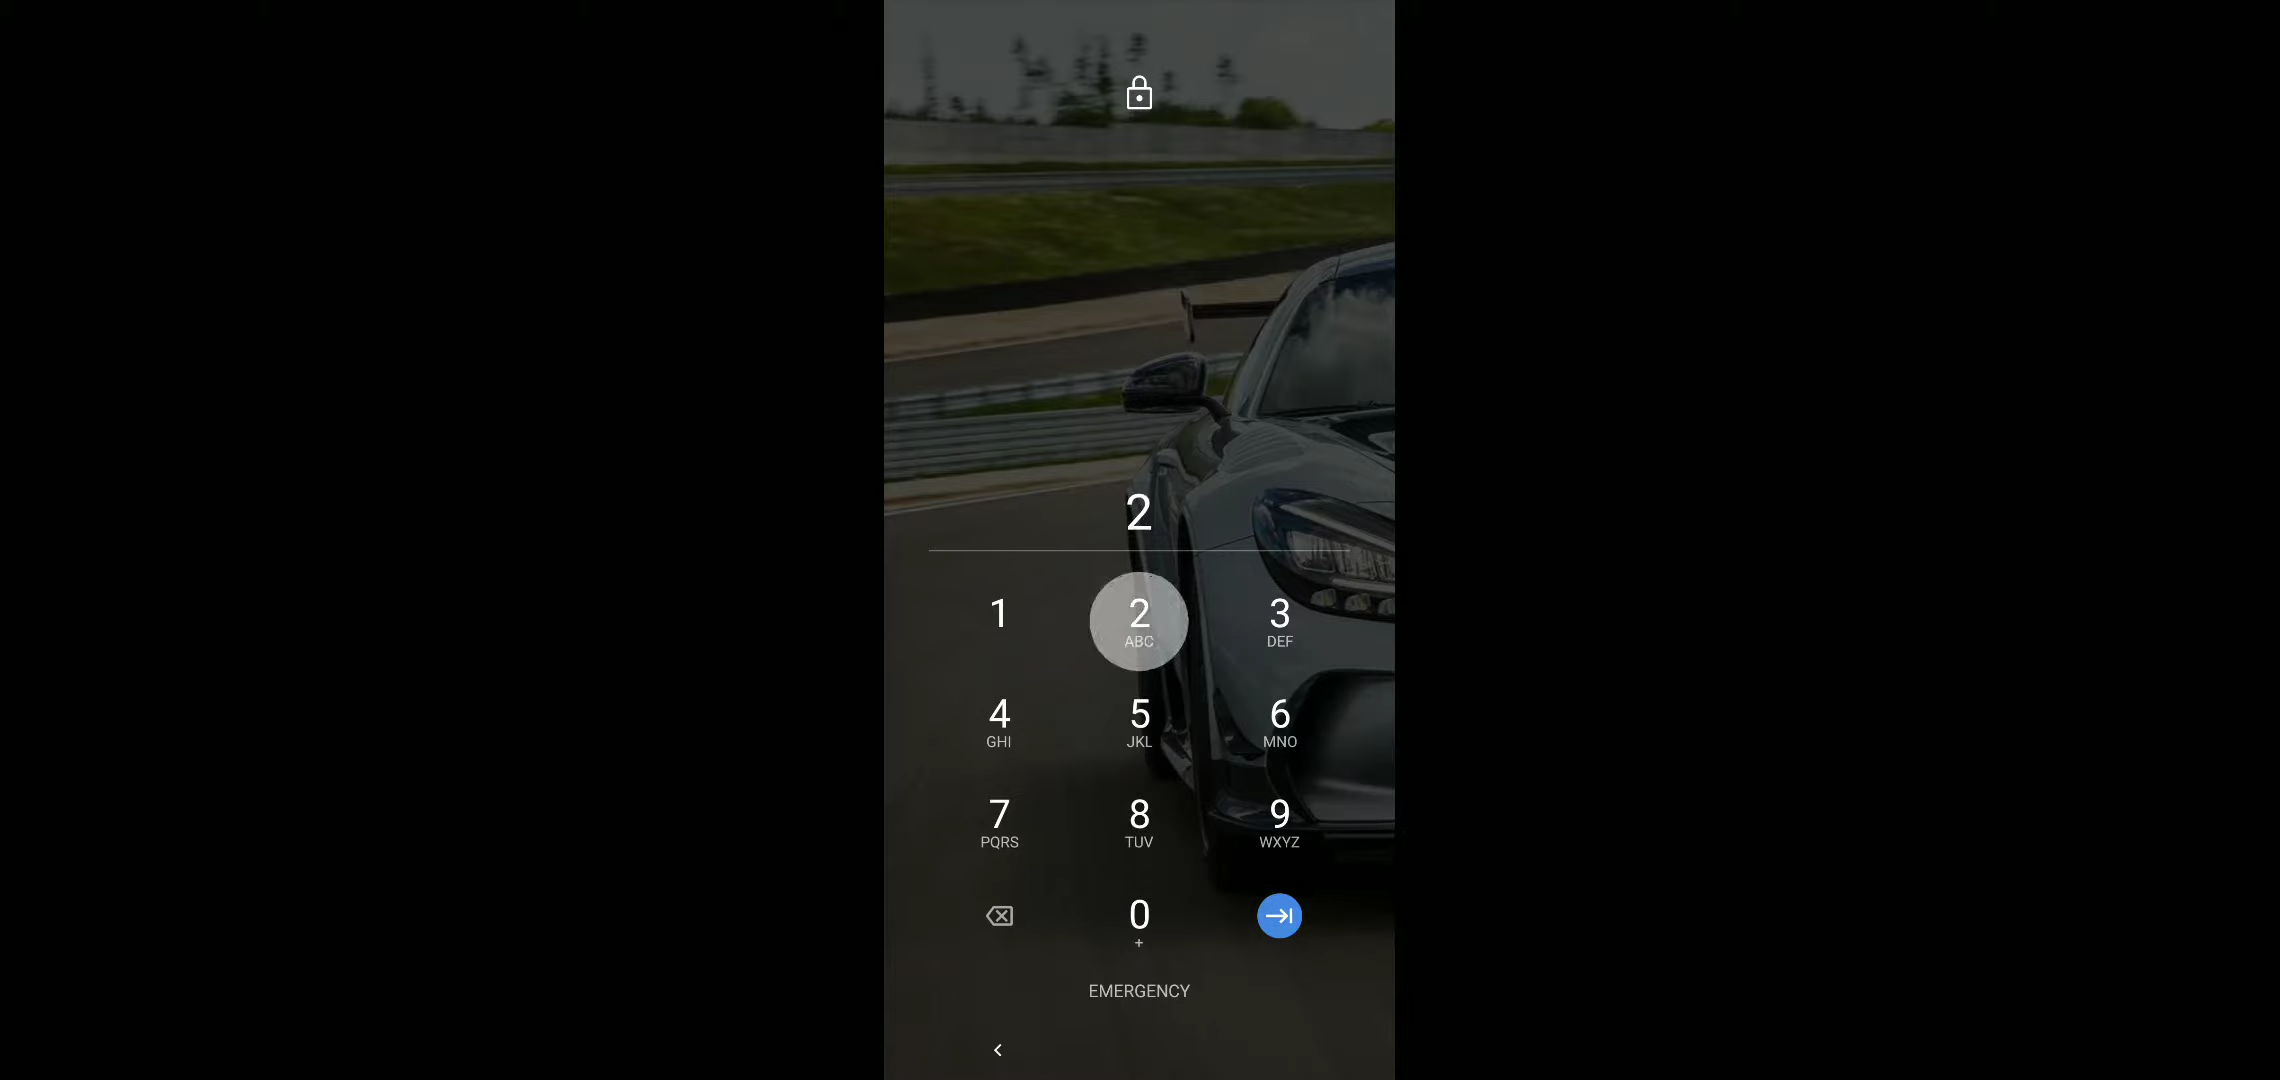 2
1 2 3
ABC DEF
4 5 6
GHI JKL MNO
7 8 9
PQRS TUV WXYZ
0
+
EMERGENCY